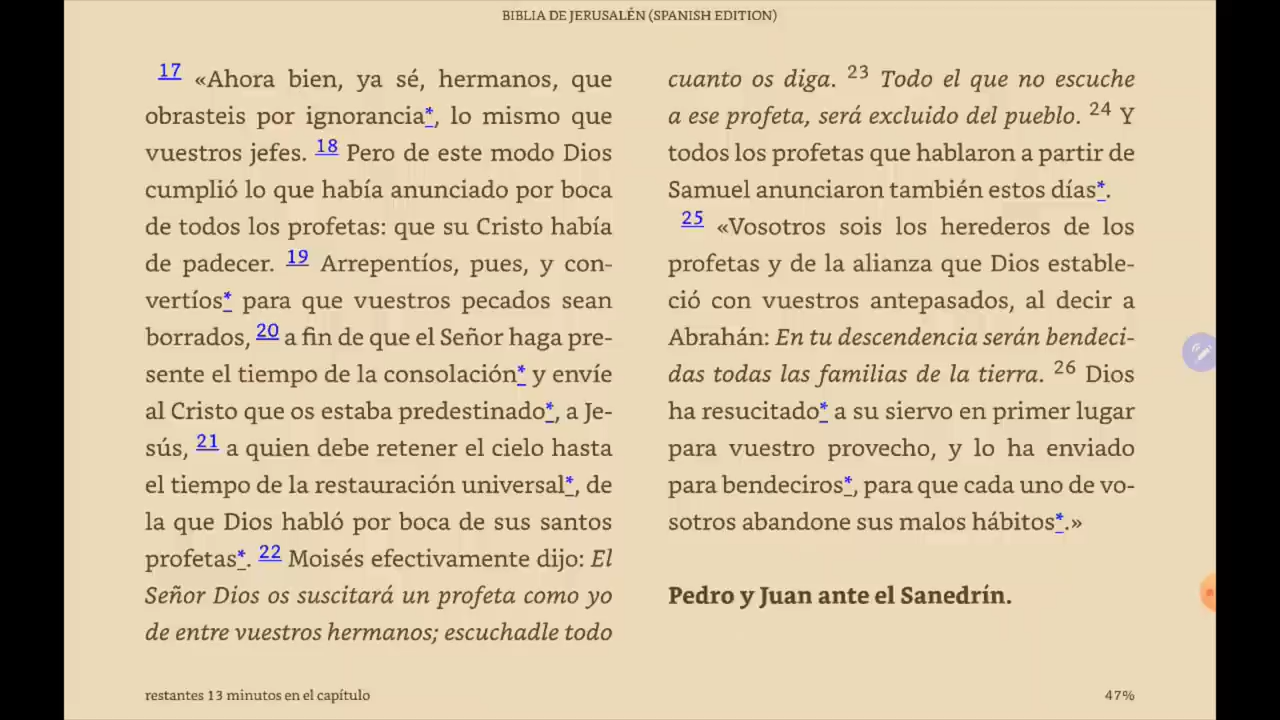 BIBLIA DE JERUSALÉN (SPANISH EDITION)
17 «Ahora bien, ya sé, hermanos, que
obrasteis por ignorancia*, lo mismo que
vuestros jefes. 18 Pero de este modo Dios
cumplió lo que había anunciado por boca
de todos los profetas: que su Cristo había
de padecer. 19 Arrepentíos, pues, y con-
vertíos* para que vuestros pecados sean
borrados, 20 a fin de que el Señor haga pre-
sente el tiempo de la consolación* y envíe
al Cristo que os estaba predestinado*, a Je-
sús, 21 a quien debe retener el cielo hasta
el tiempo de la restauración universal*, de
la que Dios habló por boca de sus santos
profetas*. 22 Moisés efectivamente dijo: El
Señor Dios os suscitará un profeta como yo
de entre vuestros hermanos; escuchadle todo
cuanto os diga. 23 Todo el que no escuche
a ese profeta, será excluido del pueblo. 24 Y
todos los profetas que hablaron a partir de
Samuel anunciaron también estos días*.
25 «Vosotros sois los herederos de los
profetas y de la alianza que Dios estable-
ció con vuestros antepasados, al decir a
Abrahán: En tu descendencia serán bendeci-
das todas las familias de la tierra. 26 Dios
ha resucitado* a su siervo en primer lugar
para vuestro provecho, y lo ha enviado
para bendeciros*, para que cada uno de vo-
sotros abandone sus malos hábitos*.»
Pedro y Juan ante el Sanedrín.
restantes 13 minutos en el capítulo
47%